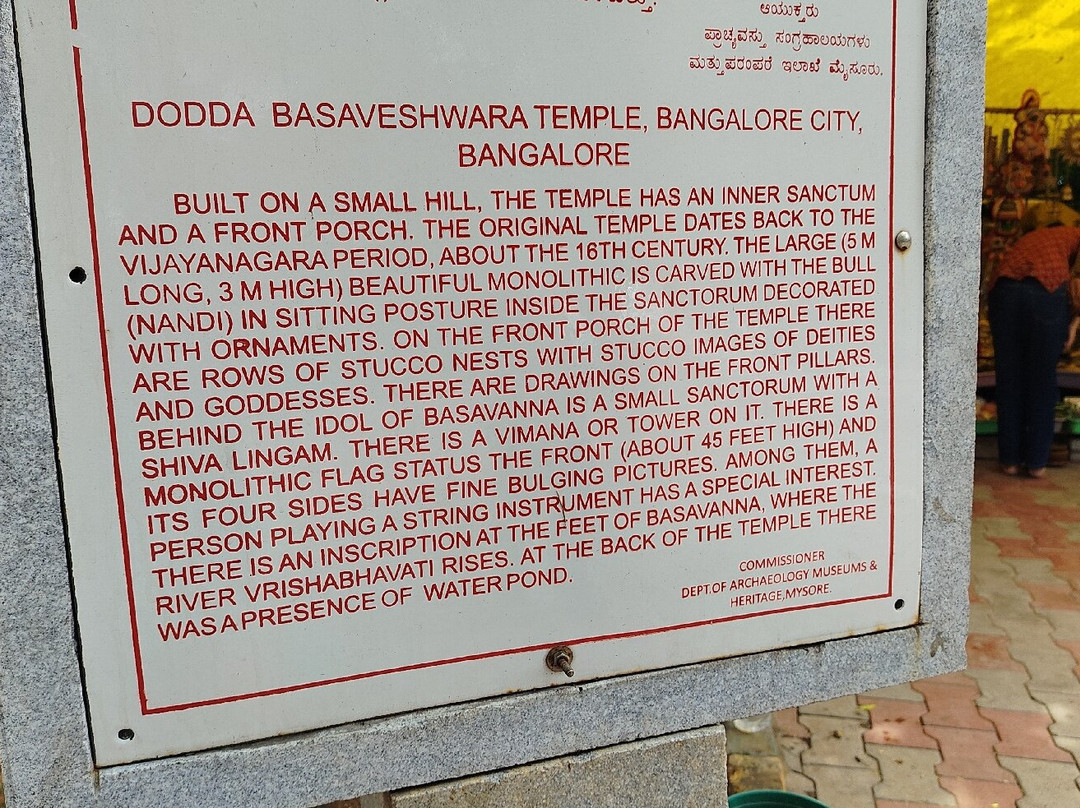 ಆಯುಕ್ತರು
ಪ್ರಾಚ್ಯವಸ್ತು ಸಂಗ್ರಹಾಲಯಗಳು
ಮತ್ತು ಪರಂಪರೆ ಇಲಾಖೆ ಮೈಸೂರು.
DODDA BASAVESHWARA TEMPLE, BANGALORE CITY,
BANGALORE
BUILT ON A SMALL HILL, THE TEMPLE HAS AN INNER SANCTUM
AND A FRONT PORCH. THE ORIGINAL TEMPLE DATES BACK TO THE
VIJAYANAGARA PERIOD, ABOUT THE 16TH CENTURY. THE LARGE (5 M
LONG, 3 M HIGH) BEAUTIFUL MONOLITHIC IS CARVED WITH THE BULL
(NANDI) IN SITTING POSTURE INSIDE THE SANCTORUM DECORATED
WITH ORNAMENTS. ON THE FRONT PORCH OF THE TEMPLE THERE
ARE ROWS OF STUCCO NESTS WITH STUCCO IMAGES OF DEITIES
AND GODDESSES. THERE ARE DRAWINGS ON THE FRONT PILLARS.
BEHIND THE IDOL OF BASAVANNA IS A SMALL SANCTORUM WITH A
SHIVA LINGAM. THERE IS A VIMANA OR TOWER ON IT. THERE IS A
MONOLITHIC FLAG STATUS THE FRONT (ABOUT 45 FEET HIGH) AND
ITS FOUR SIDES HAVE FINE BULGING PICTURES. AMONG THEM, A
PERSON PLAYING A STRING INSTRUMENT HAS A SPECIAL INTEREST.
THERE IS AN INSCRIPTION AT THE FEET OF BASAVANNA, WHERE THE
RIVER VRISHABHAVATI RISES. AT THE BACK OF THE TEMPLE THERE
WAS A PRESENCE OF WATER POND.
COMMISSIONER
DEPT.OF ARCHAEOLOGY MUSEUMS &
HERITAGE,MYSORE.